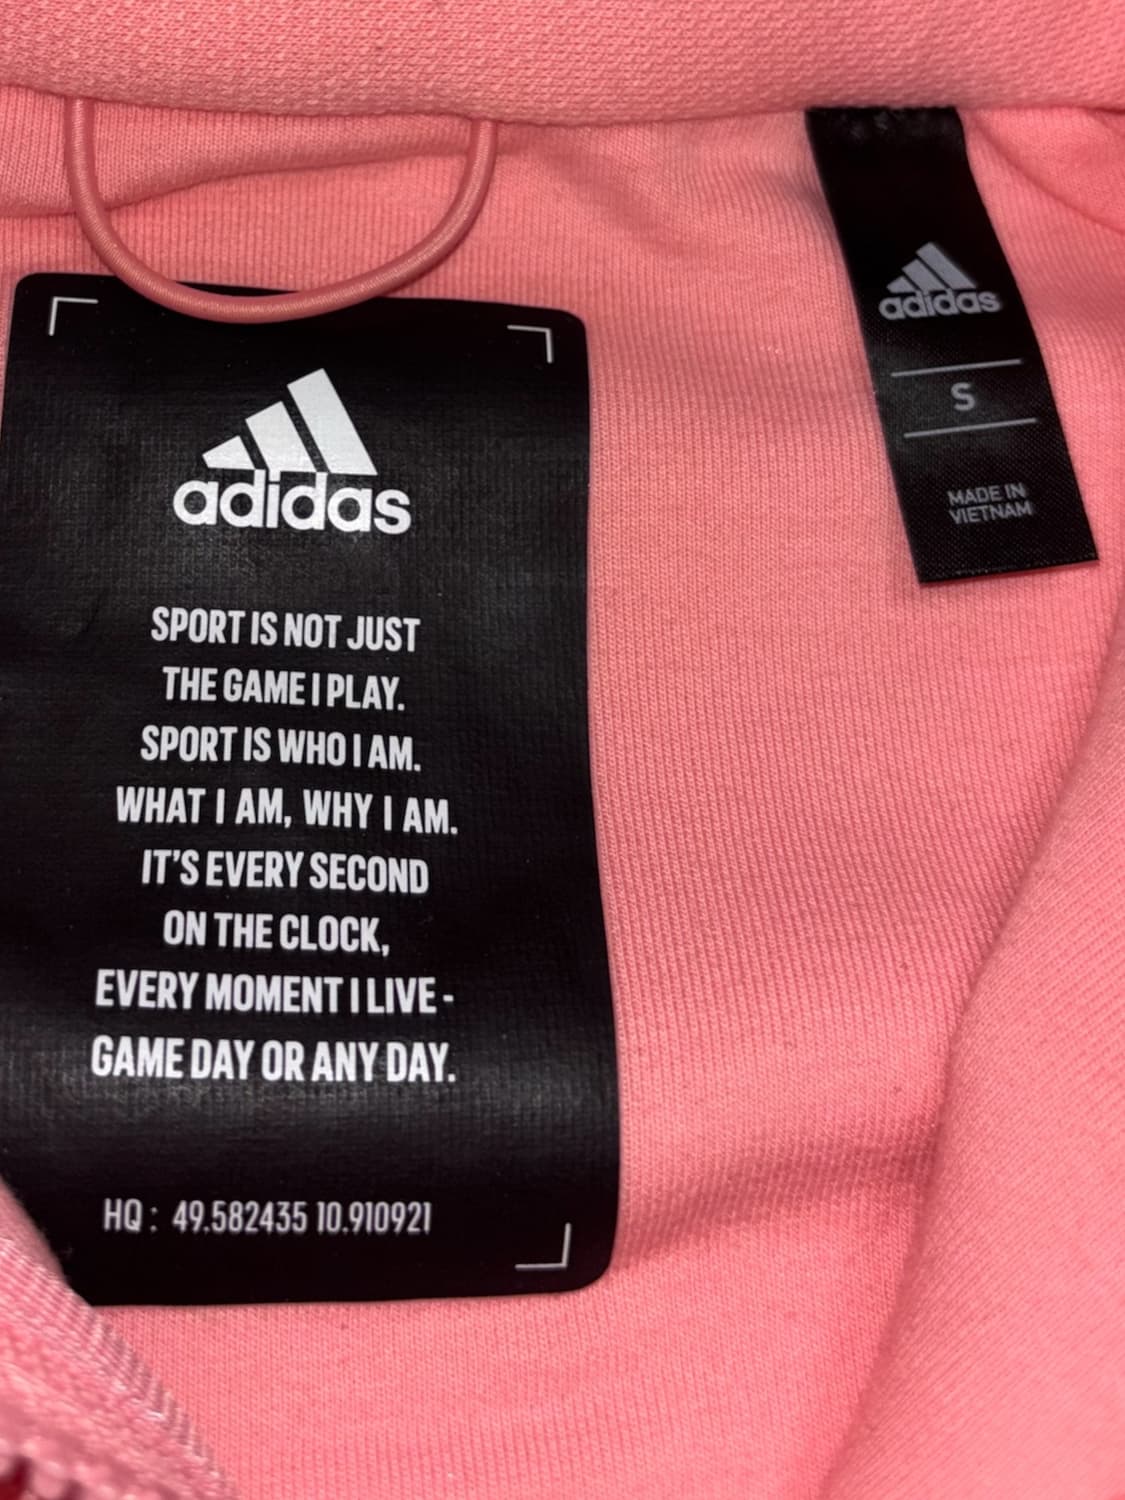 adidas
SPORT IS NOT JUST
THE GAME I PLAY.
SPORT IS WHO I AM.
WHAT I AM, WHY I AM.
IT'S EVERY SECOND
ON THE CLOCK,
EVERY MOMENT I LIVE -
GAME DAY OR ANY DAY.
HQ : 49.582435 10.910921
adidas
S
MADE IN
VIETNAM